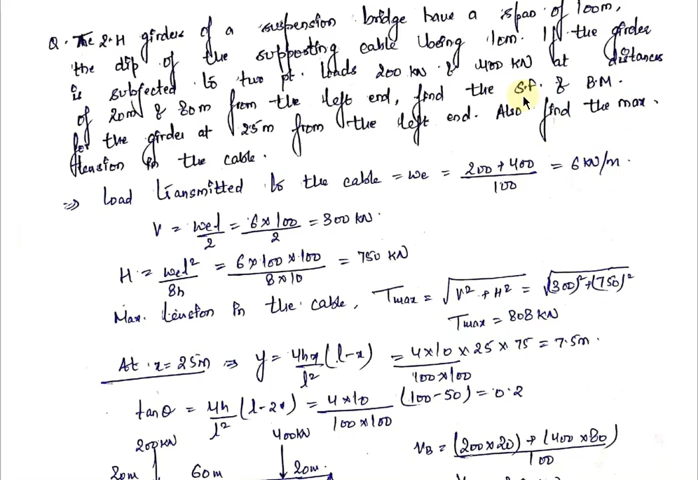 Q. The 2-H girders of a suspension bridge have a span of 100m,
the dip of the supporting cable being 10m. If the girder
is subjected to two pt. loads 200 kN & 400 kN at distances
of 20m & 80m from the left end, find the S.F. & B.M.
for the girder at 25m from the left end. Also find the max.
tension in the cable.
⇒ Load transmitted to the cable = we = (200 + 400)/100 = 6 kN/m.
V = wel/2 = 6×100/2 = 300 kN.
H = wel²/8h = 6×100×100/8×10 = 750 kN
Max. tension in the cable, Tmax = √V² + H² = √(300)²+(750)²
Tmax = 808 kN
At x = 25m ⇒ y = 4hx/l² (l-x) = 4×10×25×75/100×100 = 7.5m.
tanθ = 4h/l² (l-2x) = 4×10/100×100 (100-50) = 0.2
200kN 400kN VB = (200×20) + (400×80)/100
20m 60m 20m.